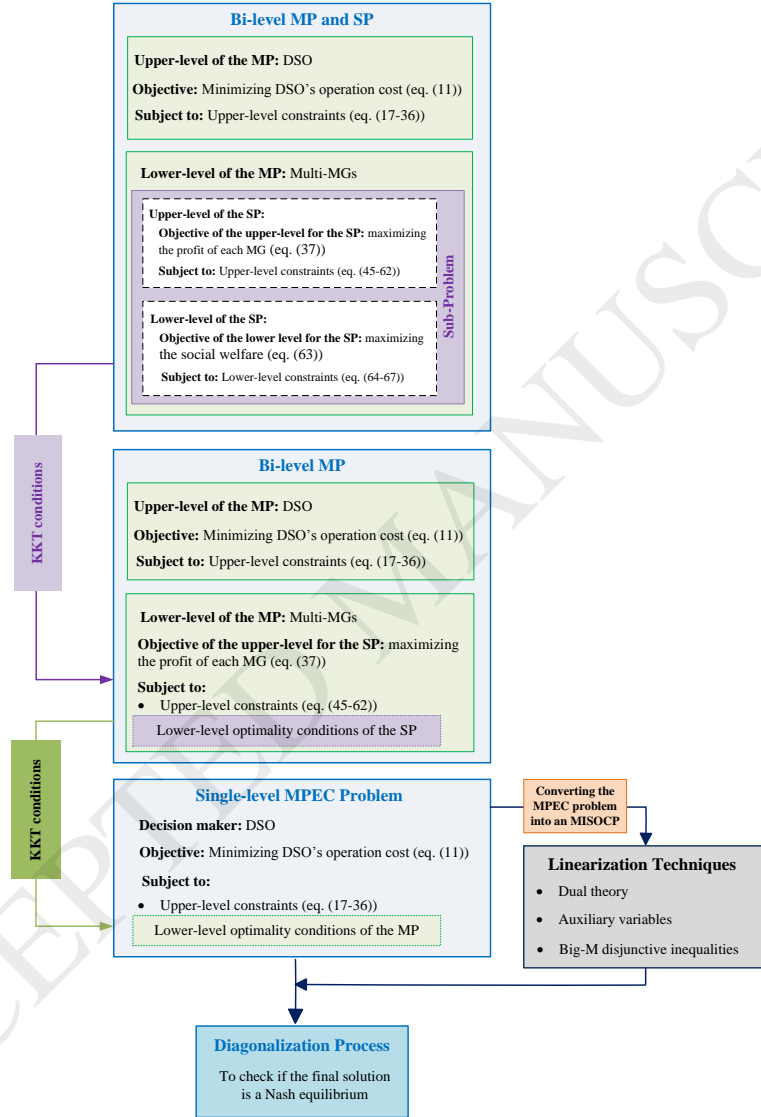 Bi-level MP and SP
Upper-level of the MP: DSO
Objective: Minimizing DSO's operation cost (eq. (11))
Subject to: Upper-level constraints (eq. (17-36))
Lower-level of the MP: Multi-MGs
Upper-level of the SP:
Objective of the upper-level for the SP: maximizing
the profit of each MG (eq. (37))
Subject to: Upper-level constraints (eq. (45-62))
Lower-level of the SP:
Objective of the lower level for the SP: maximizing
the social welfare (eq. (63))
Subject to: Lower-level constraints (eq. (64-67))
Sub-Problem
KKT conditions
Bi-level MP
Upper-level of the MP: DSO
Objective: Minimizing DSO's operation cost (eq. (11))
Subject to: Upper-level constraints (eq. (17-36))
Lower-level of the MP: Multi-MGs
Objective of the upper-level for the SP: maximizing
the profit of each MG (eq. (37))
Subject to:
• Upper-level constraints (eq. (45-62))
Lower-level optimality conditions of the SP
KKT conditions
Single-level MPEC Problem
Decision maker: DSO
Objective: Minimizing DSO's operation cost (eq. (11))
Subject to:
• Upper-level constraints (eq. (17-36))
Lower-level optimality conditions of the MP
Converting the
MPEC problem
into an MISOCP
Linearization Techniques
• Dual theory
• Auxiliary variables
• Big-M disjunctive inequalities
Diagonalization Process
To check if the final solution
is a Nash equilibrium